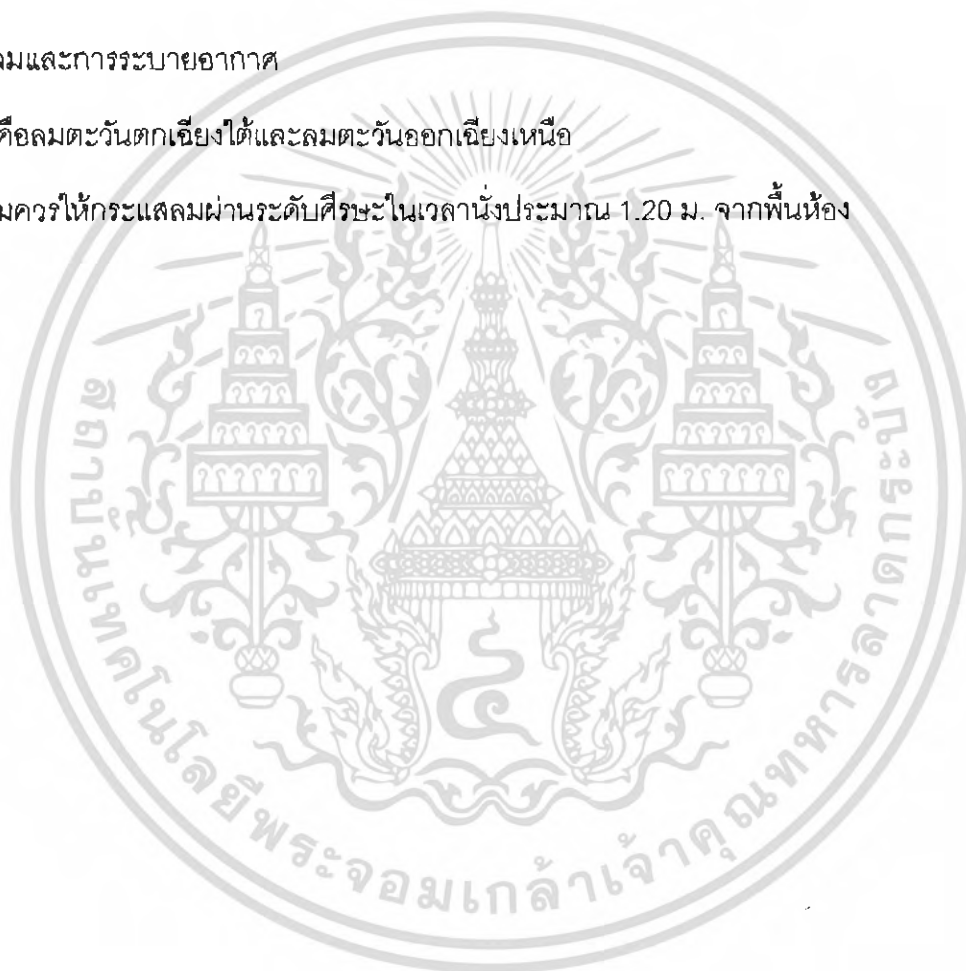 ลมและการระบายอากาศ
คือลมตะวันตกเฉียงใต้และลมตะวันออกเฉียงเหนือ
มควรให้กระแสลมผ่านระดับศีรษะในเวลานั่งประมาณ 1.20 ม. จากพื้นห้อง
สถาบันเทคโนโลยีพระจอมเกล้าเจ้าคุณทหารลาดกระบัง
๔